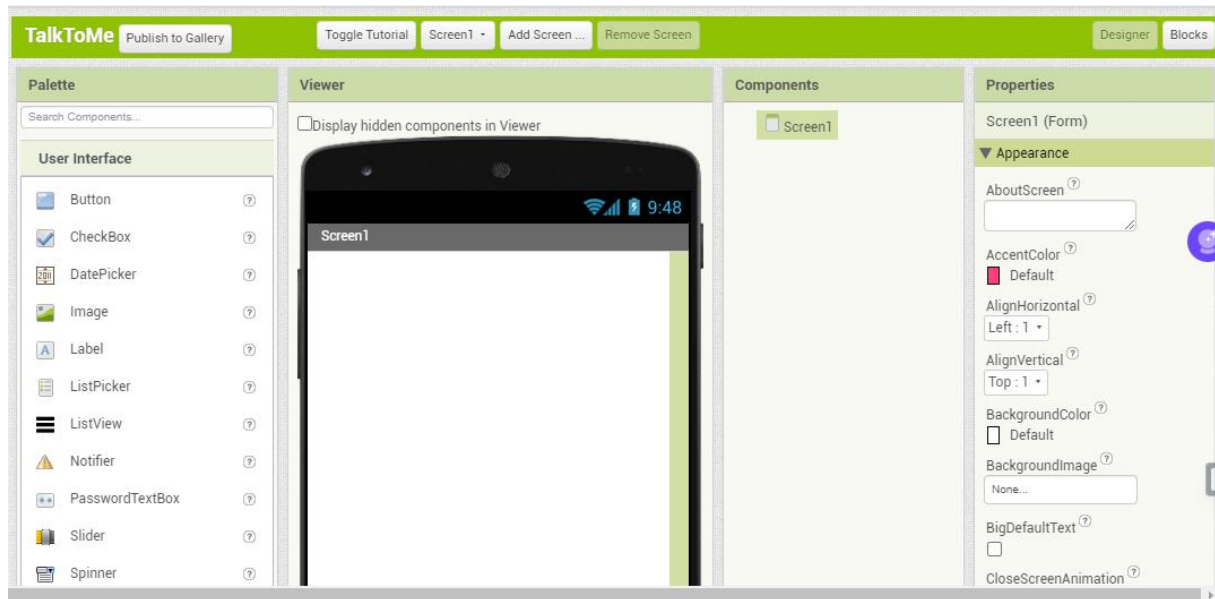 TalkToMe Publish to Gallery Toggle Tutorial Screen1 Add Screen ... Remove Screen Designer Blocks
Palette
Search Components...
User Interface
Button
CheckBox
DatePicker
Image
Label
ListPicker
ListView
Notifier
PasswordTextBox
Slider
Spinner
Viewer
Display hidden components in Viewer
9:48
Screen1
Components
Screen1
Properties
Screen1 (Form)
Appearance
AboutScreen
AccentColor
Default
AlignHorizontal
Left : 1
AlignVertical
Top : 1
BackgroundColor
Default
BackgroundImage
None...
BigDefaultText
CloseScreenAnimation